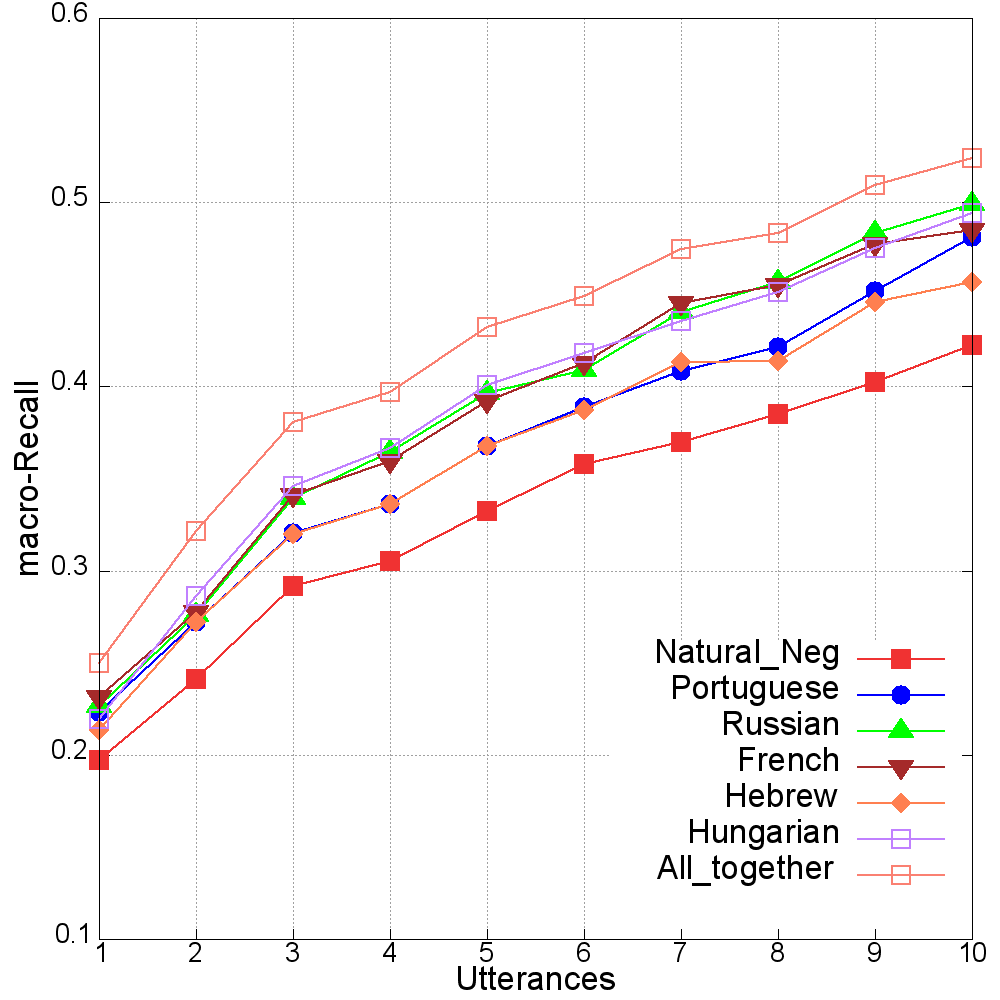 0.6
0.5
0.4
0.3
0.2
0.1
macro-Recall
Natural_Neg
Portuguese
Russian
French
Hebrew
Hungarian
All_together
1 2 3 4 5 6 7 8 9 10
Utterances